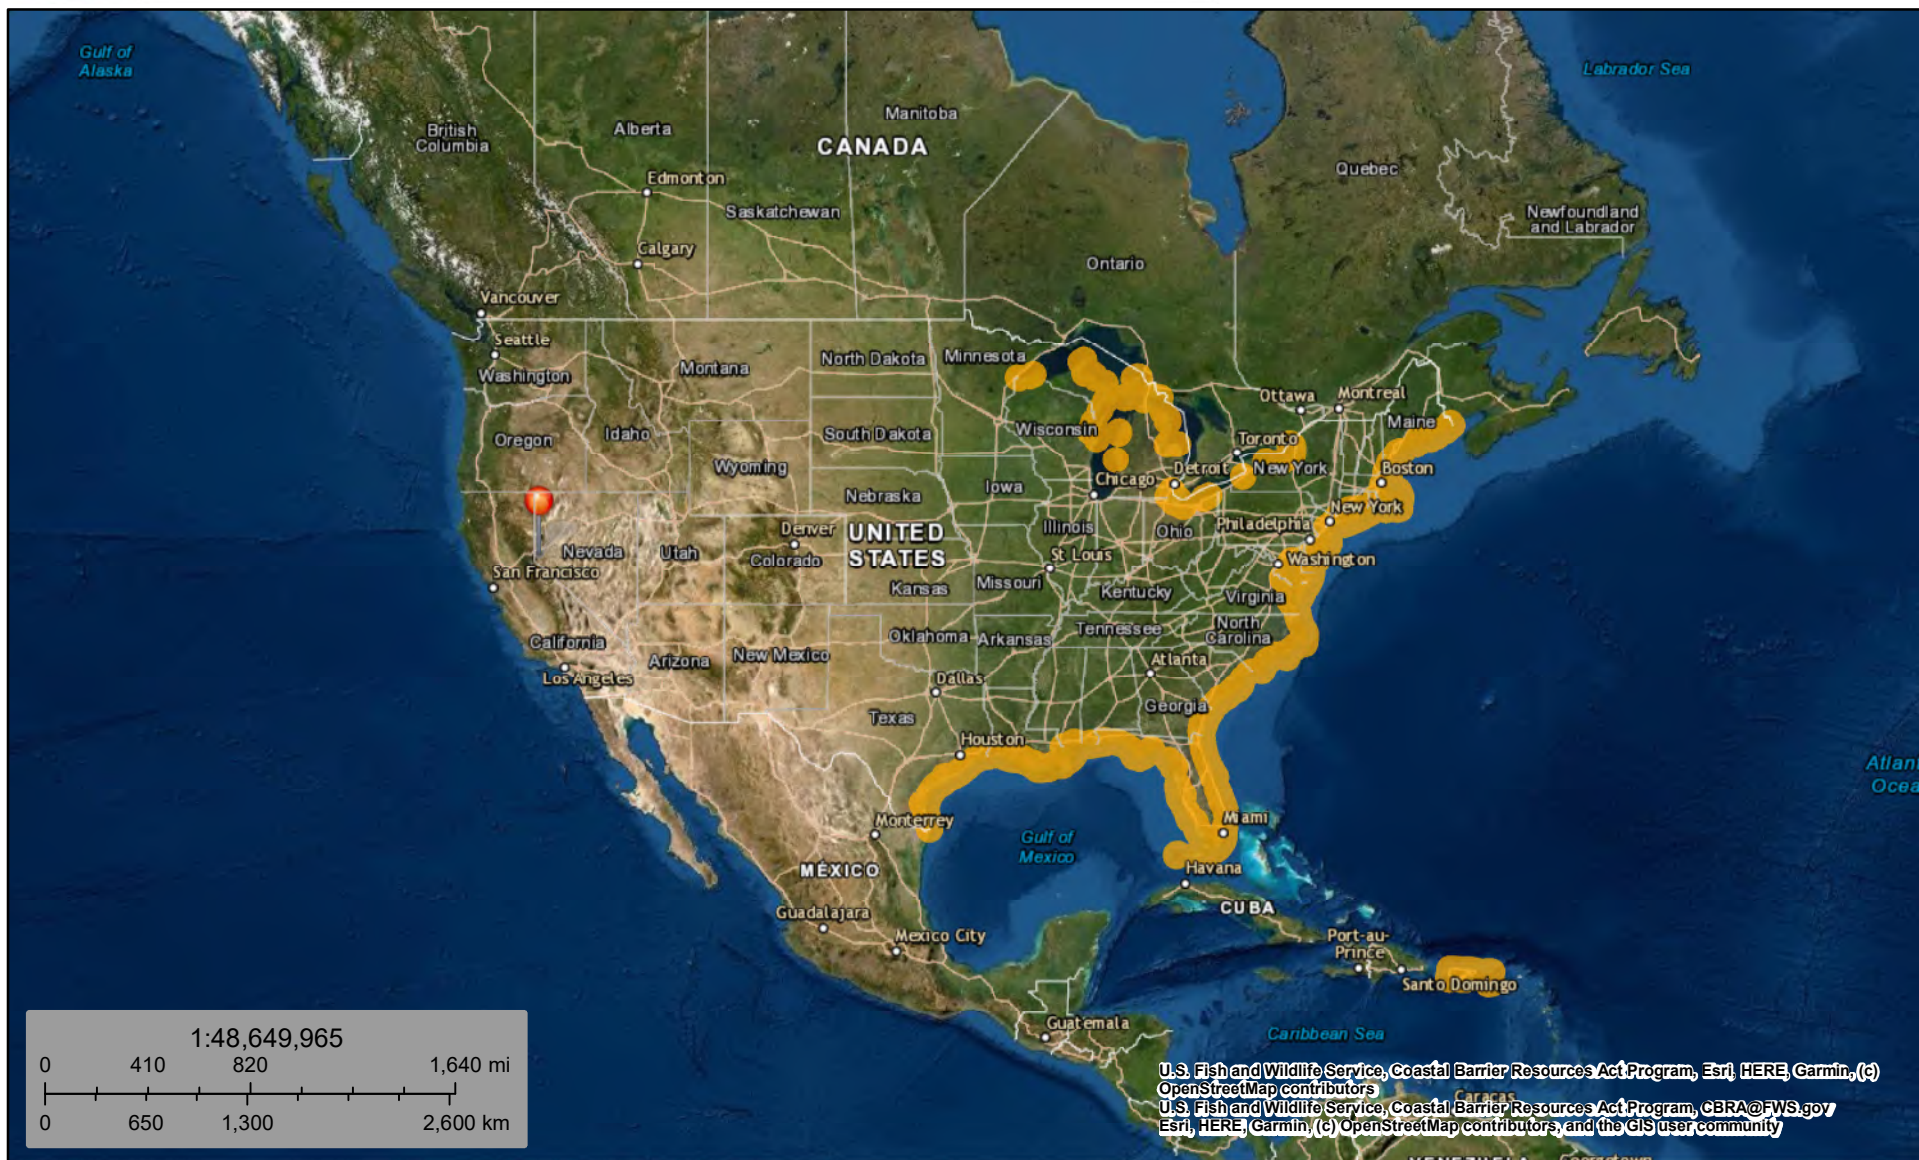 Gulf of
Alaska
Labrador Sea
British
Columbia
Alberta
Manitoba
CANADA
Quebec
Edmonton
Saskatchewan
Newfoundland
and Labrador
Calgary
Ontario
Vancouver
Seattle
Washington
Montana
North Dakota
Minnesota
Ottawa
Montreal
Maine
Oregon
Idaho
South Dakota
Wisconsin
Toronto
Wyoming
Detroit
New York
Boston
Nebraska
Iowa
Chicago
New York
Denver
UNITED
STATES
Illinois
Ohio
Philadelphia
Nevada
Utah
Colorado
St Louis
Washington
San Francisco
Kansas
Missouri
Kentucky
Virginia
California
Oklahoma
Arkansas
Tennessee
North
Carolina
Arizona
New Mexico
Atlanta
Los Angeles
Dallas
Georgia
Texas
Houston
Atlan
Ocea
Monterrey
Gulf of
Mexico
Miami
MÉXICO
Havana
CUBA
Guadalajara
Mexico City
Port-au-
Prince
Santo Domingo
Guatemala
Caribbean Sea
1:48,649,965
0 410 820 1,640 mi
0 650 1,300 2,600 km
U.S. Fish and Wildlife Service, Coastal Barrier Resources Act Program, Esri, HERE, Garmin, (c)
OpenStreetMap contributors
Caracas
U.S. Fish and Wildlife Service, Coastal Barrier Resources Act Program, CBRA@FWS.gov
Esri, HERE, Garmin, (c) OpenStreetMap contributors, and the GIS user community
VENEZUELA
Georgetown